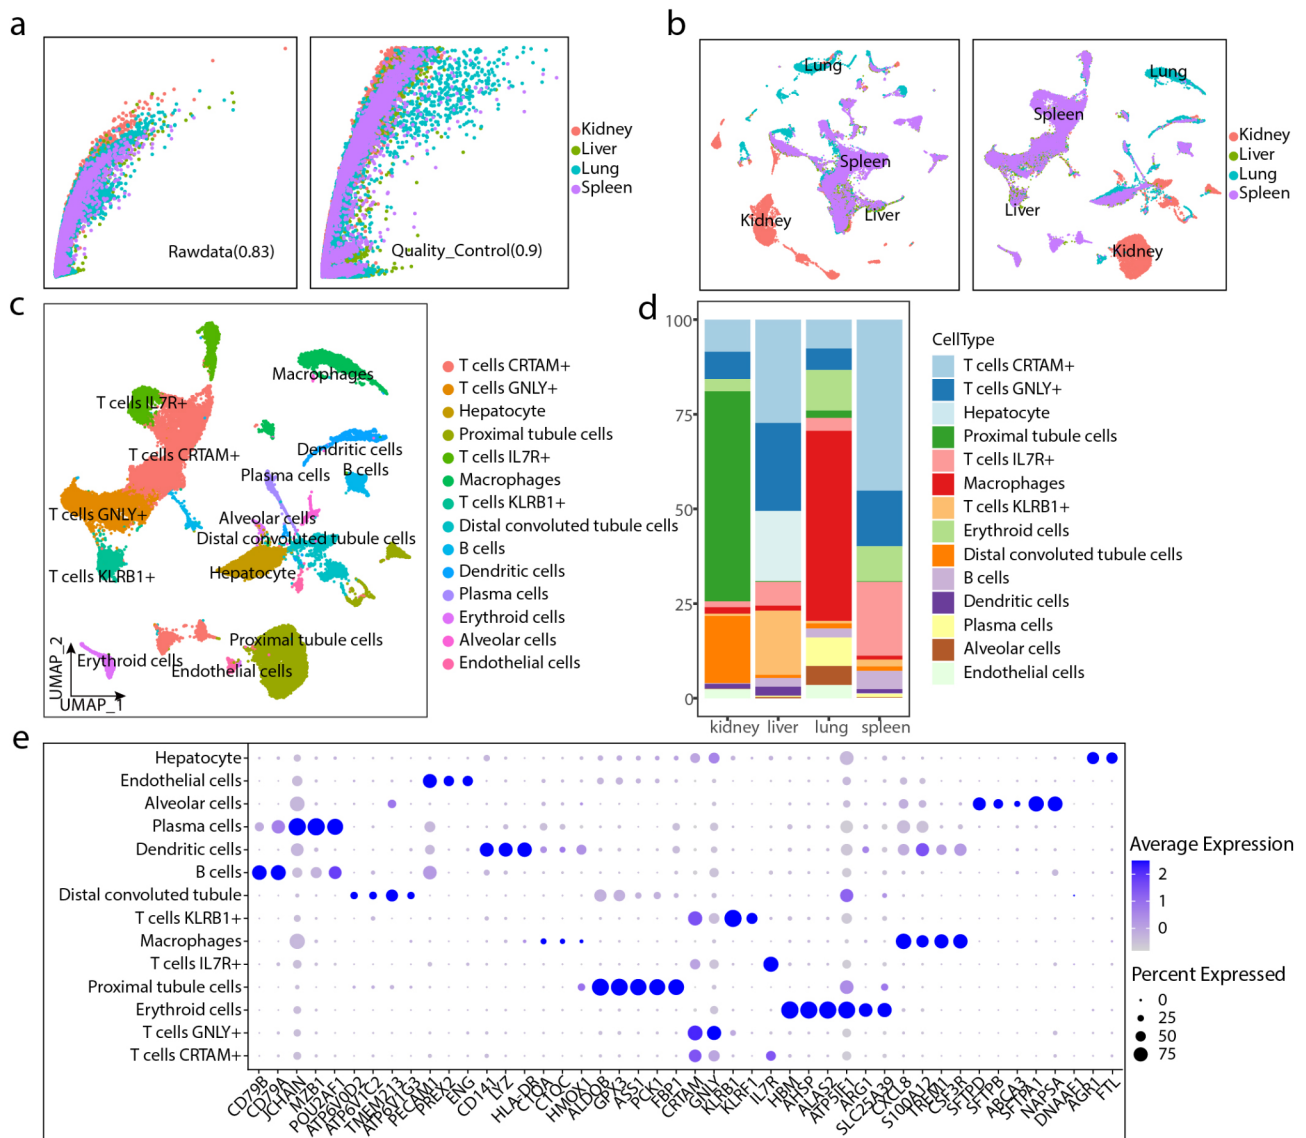 a
Rawdata(0.83)
Quality_Control(0.9)
Kidney
Liver
Lung
Spleen
b
Lung
Spleen
Kidney
Liver
Lung
Spleen
Liver
Kidney
Kidney
Liver
Lung
Spleen
c
Macrophages
T cells IL7R+
T cells CRTAM+
Dendritic cells
B cells
Plasma cells
T cells GNLY+
Alveolar cells
Distal convoluted tubule cells
Hepatocyte
T cells KLRB1+
Proximal tubule cells
Erythroid cells
Endothelial cells
UMAP_2
UMAP_1
T cells CRTAM+
T cells GNLY+
Hepatocyte
Proximal tubule cells
T cells IL7R+
Macrophages
T cells KLRB1+
Distal convoluted tubule cells
B cells
Dendritic cells
Plasma cells
Erythroid cells
Alveolar cells
Endothelial cells
d
100
75
50
25
0
kidney liver lung spleen
CellType
T cells CRTAM+
T cells GNLY+
Hepatocyte
Proximal tubule cells
T cells IL7R+
Macrophages
T cells KLRB1+
Erythroid cells
Distal convoluted tubule cells
B cells
Dendritic cells
Plasma cells
Alveolar cells
Endothelial cells
e
Hepatocyte
Endothelial cells
Alveolar cells
Plasma cells
Dendritic cells
B cells
Distal convoluted tubule
T cells KLRB1+
Macrophages
T cells IL7R+
Proximal tubule cells
Erythroid cells
T cells GNLY+
T cells CRTAM+
CD79B
CD79A
JCHAIN
MZB1
POU2AF1
ATP6V0D2
ATP6V1C2
TMEM213
ATP6V1G3
PECAM1
PREX2
ENG
CD141
LYZ
HLA-DR
C1QA
C1QC
HMOX1
ALDOB
GPX3
ASS1
PCK1
FBP1
CRTAM
GNLY
KLRB1
KLRF1
IL7R
HBM
AHSP
ALAS2
ATP5IF1
ARG1
SLC25A39
CXCL8
S100A12
TREM1
CSF3R
SFTPD
SFTPB
ABCA3
SFTPA1
NAPSA
DNAAF1
AGR1
FTL
Average Expression
2
1
0
Percent Expressed
0
25
50
75